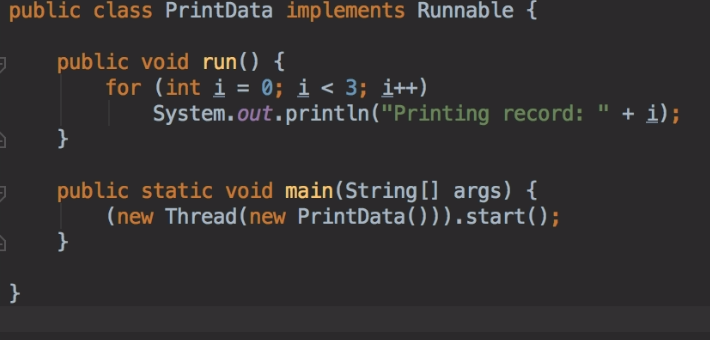 public class PrintData implements Runnable {
public void run() {
for (int i = 0; i < 3; i++)
System.out.println("Printing record: " + i);
}
public static void main(String[] args) {
(new Thread(new PrintData())).start();
}
}